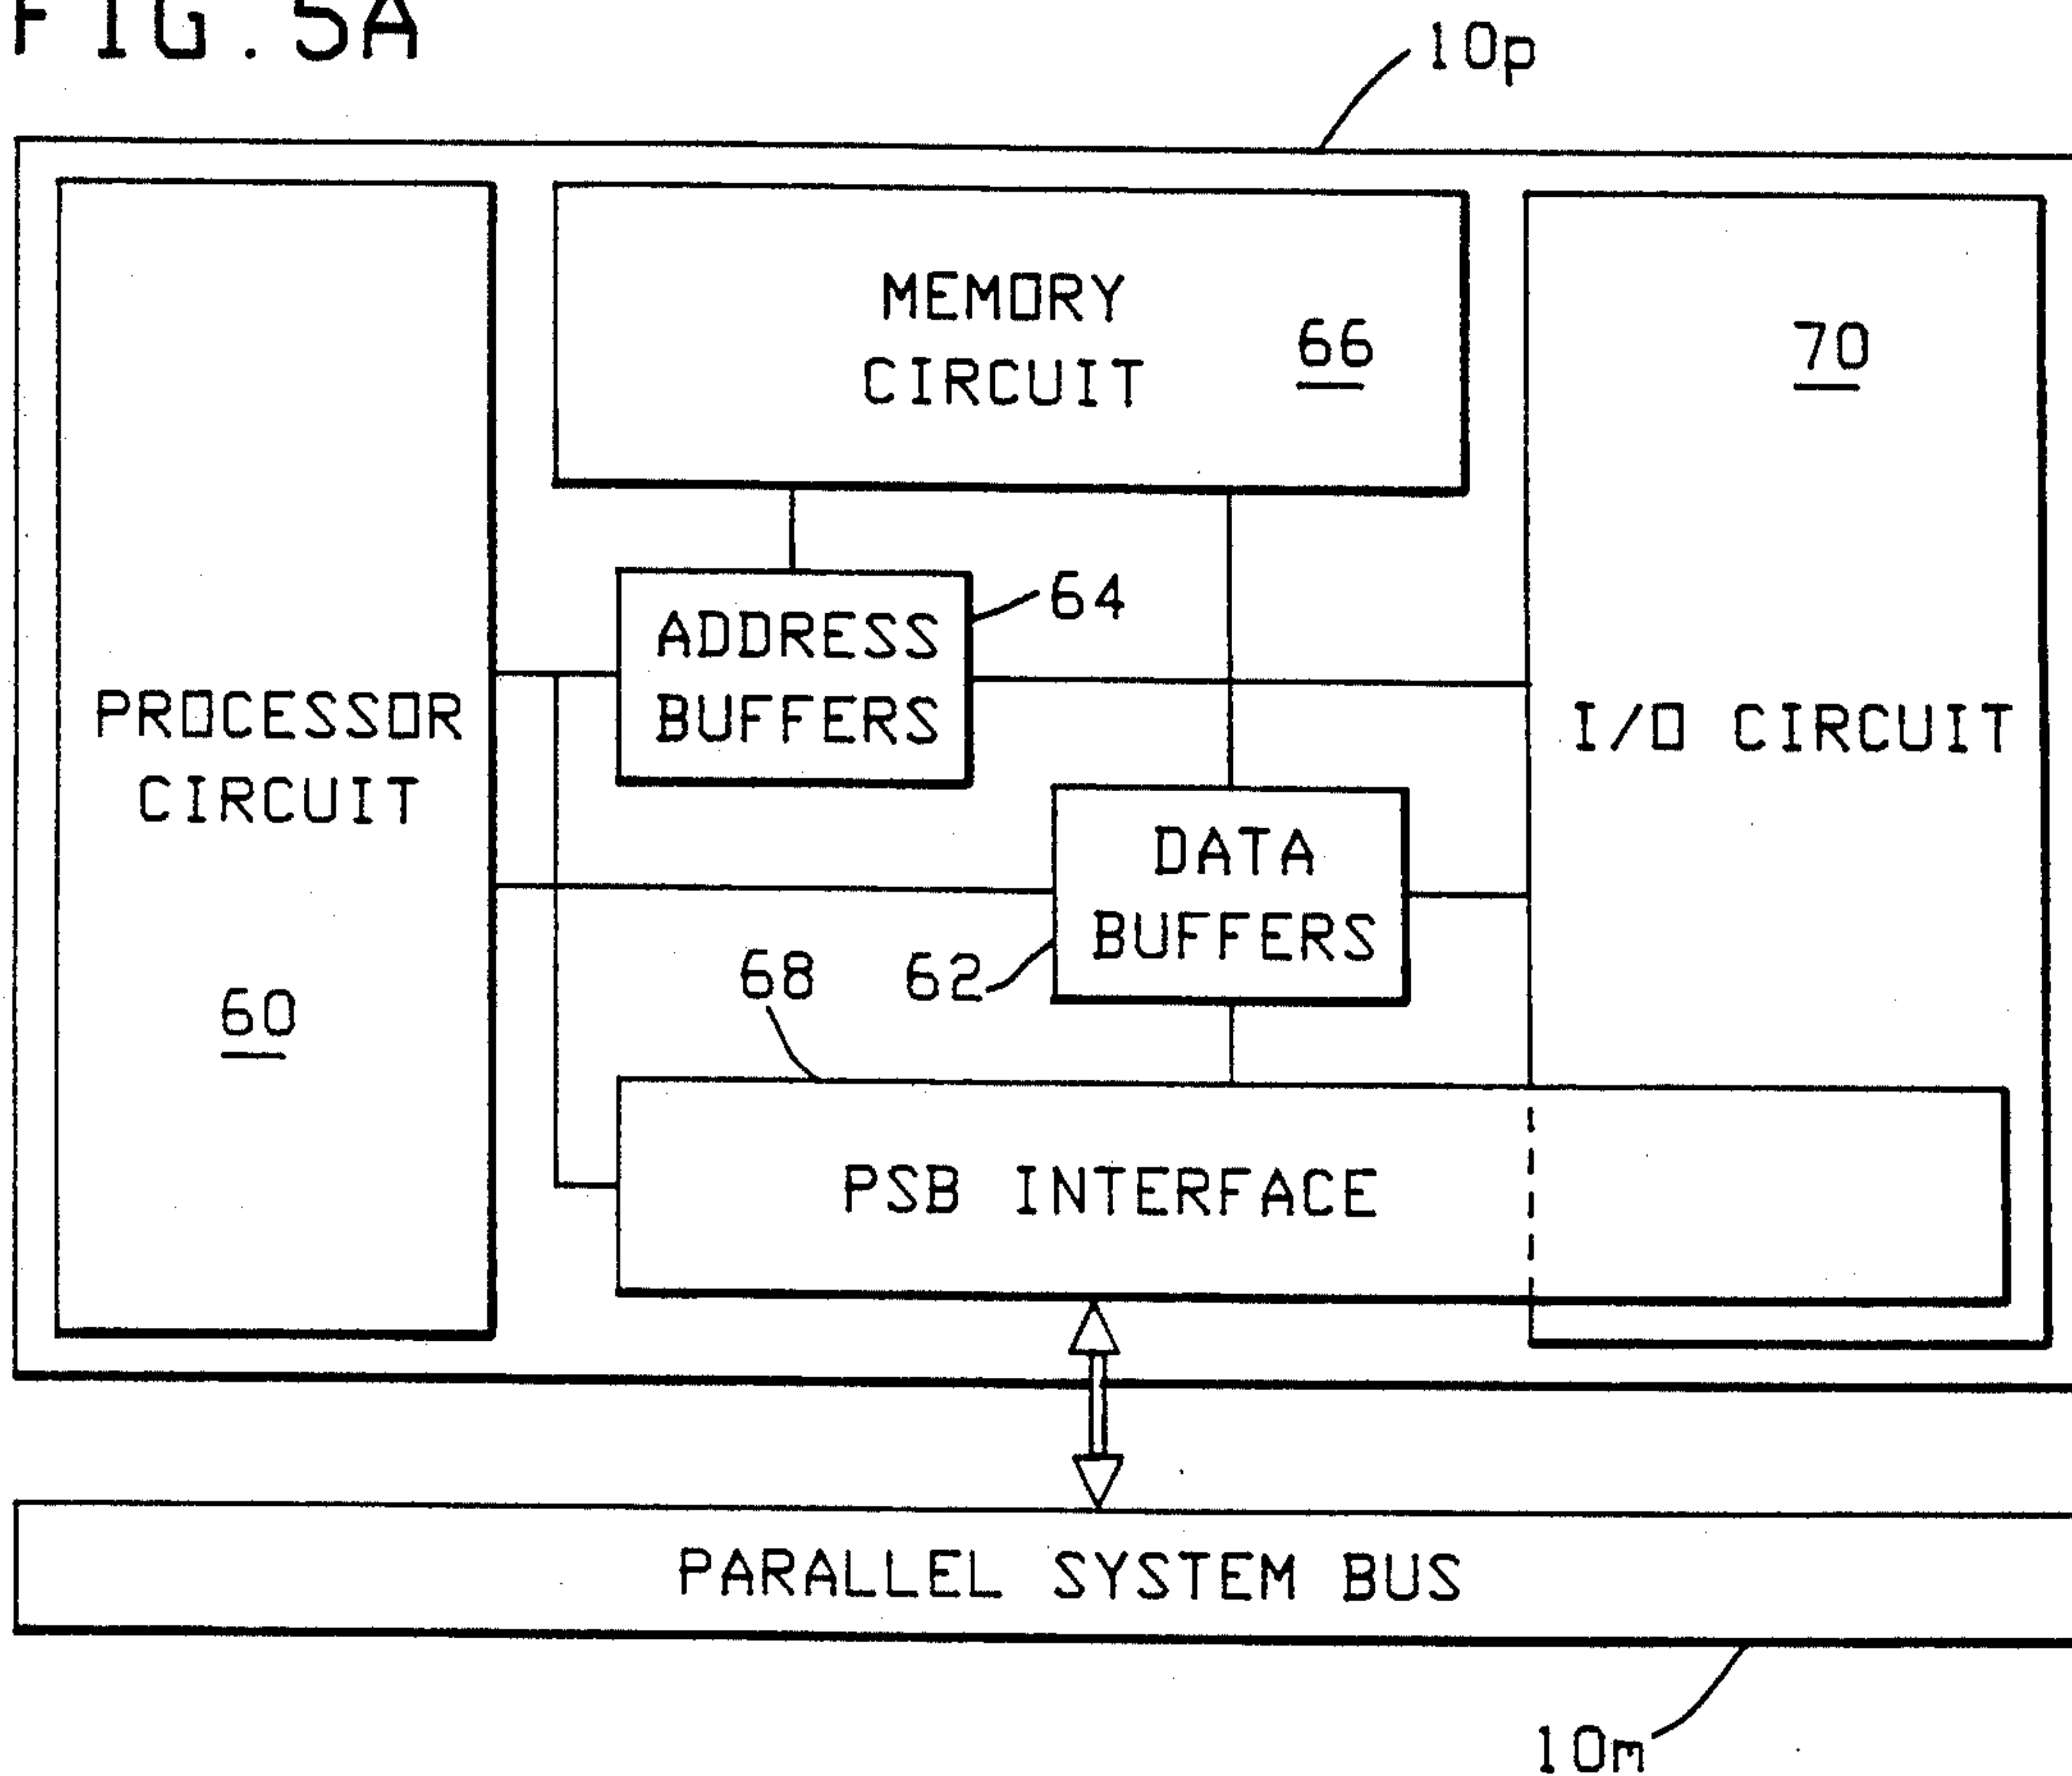 FIG. 5A
10p
MEMORY
CIRCUIT
66
70
ADDRESS
BUFFERS
64
PROCESSOR
CIRCUIT
60
I/O CIRCUIT
DATA
BUFFERS
62
68
PSB INTERFACE
PARALLEL SYSTEM BUS
10m